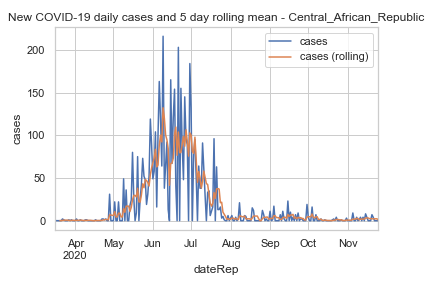 New COVID-19 daily cases and 5 day rolling mean - Central_African_Republic
cases
cases (rolling)
200
150
100
50
0
cases
Apr
2020
May
Jun
Jul
Aug
Sep
Oct
Nov
dateRep